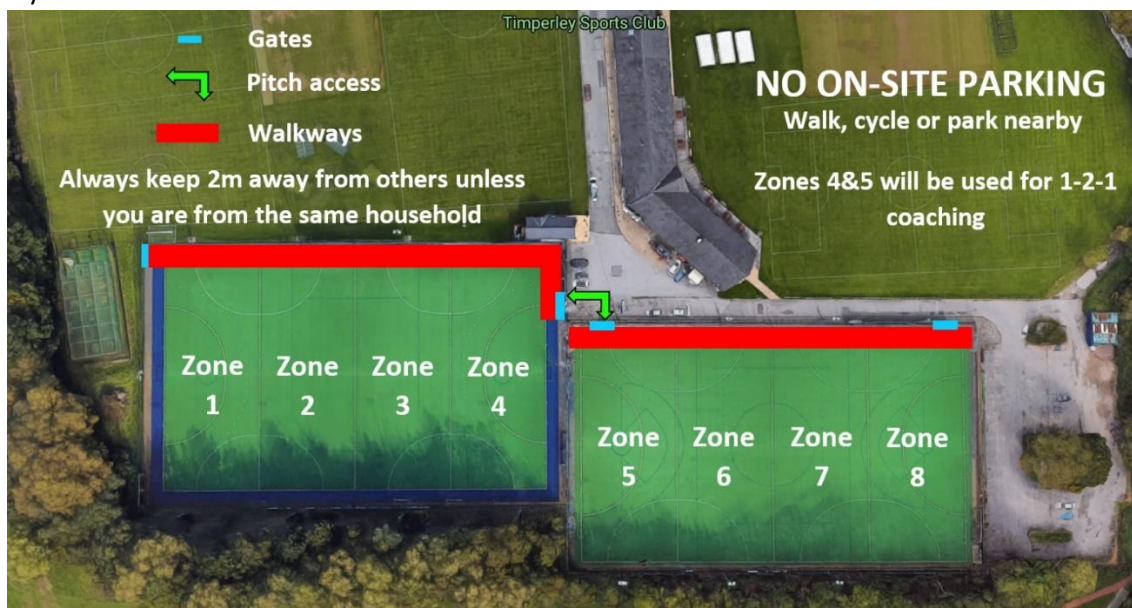 Timperley Sports Club
Gates
Pitch access
Walkways
Always keep 2m away from others unless
you are from the same household
NO ON-SITE PARKING
Walk, cycle or park nearby
Zones 4&5 will be used for 1-2-1
coaching
Zone
1
Zone
2
Zone
3
Zone
4
Zone
5
Zone
6
Zone
7
Zone
8